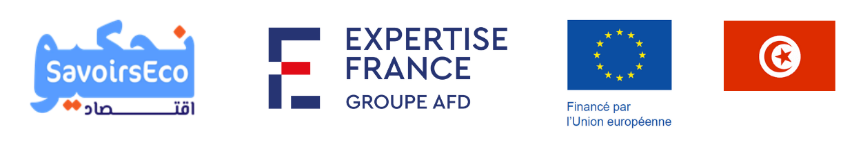 نحكيو
SavoirsEco
اقتصاد
EXPERTISE
FRANCE
GROUPE AFD
Financé par
l'Union européenne